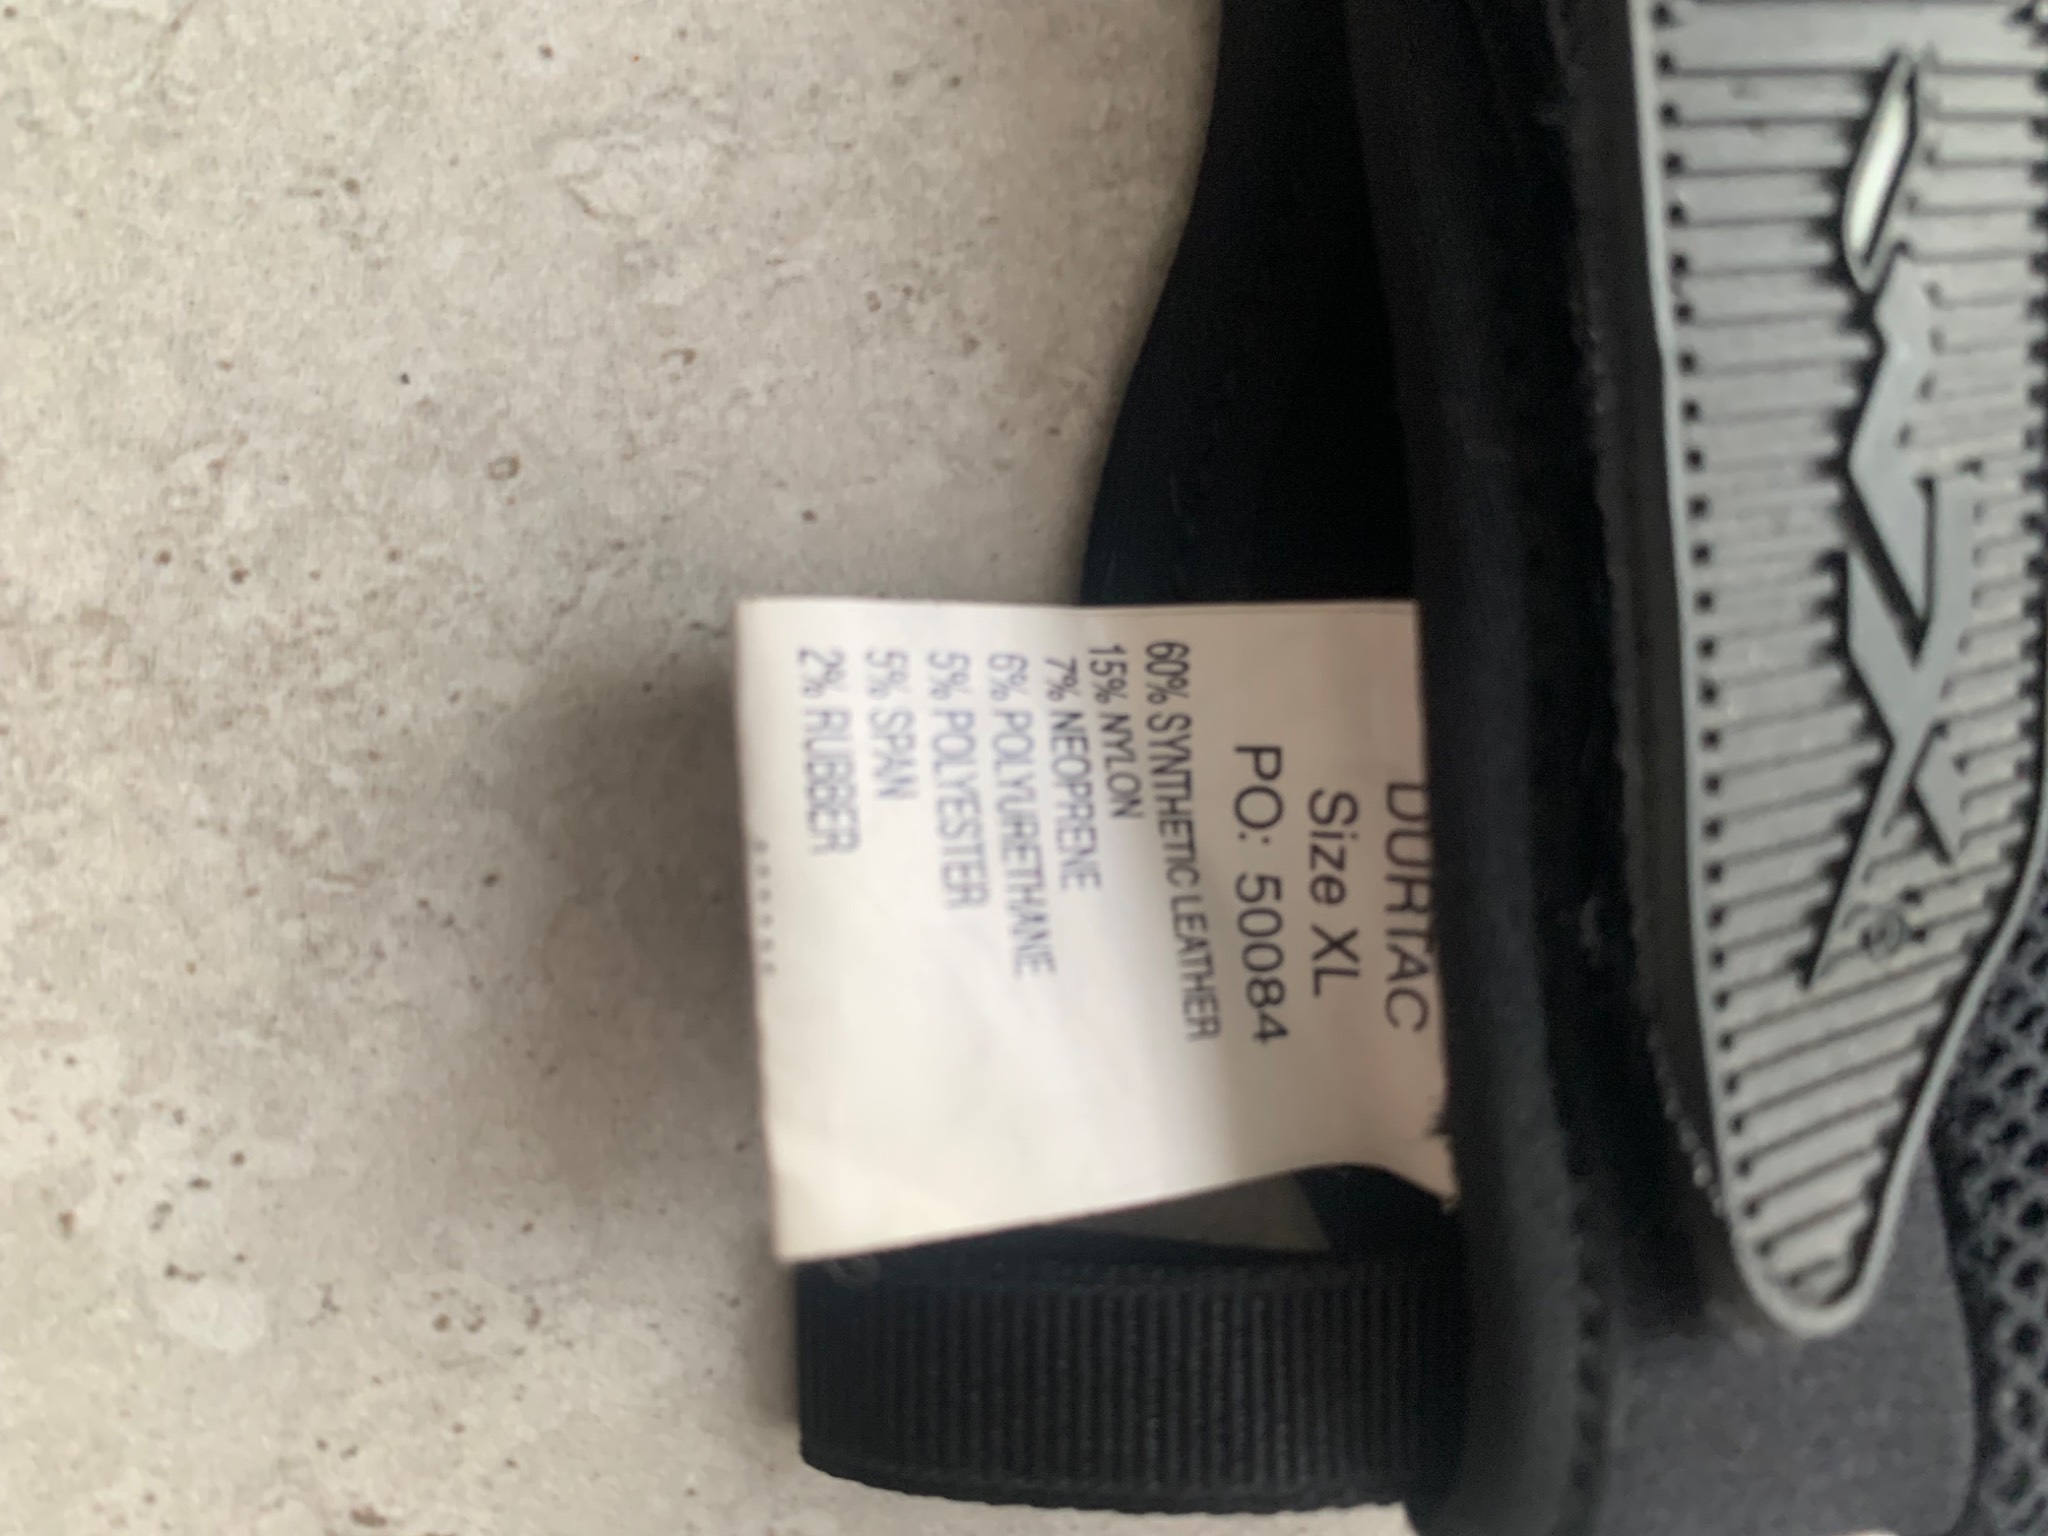 DURTAC
Size XL
PO: 50084
60% SYNTHETIC LEATHER
15% NYLON
7% NEOPRENE
6% POLYURETHANE
5% POLYESTER
5% SPAN
2% RUBBER